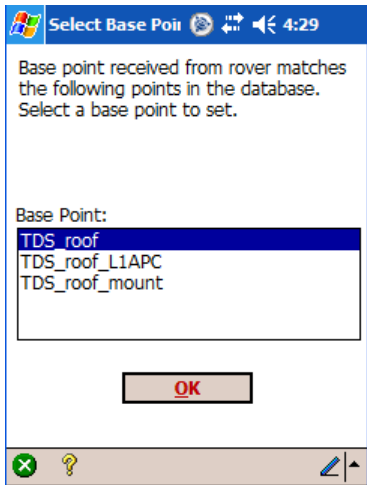 Select Base Poi 4:29
Base point received from rover matches
the following points in the database.
Select a base point to set.
Base Point:
TDS_roof
TDS_roof_L1APC
TDS_roof_mount
OK